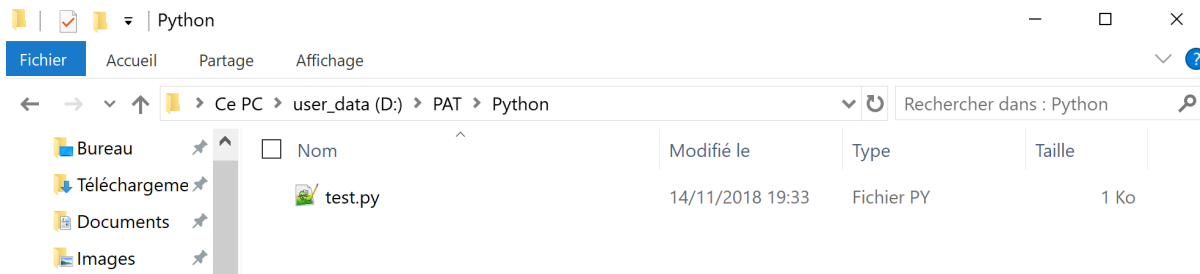 Python
Fichier Accueil Partage Affichage ?
Ce PC user_data (D:) PAT Python Rechercher dans : Python
Bureau
Téléchargeme
Documents
Images
Nom Modifié le Type Taille
test.py 14/11/2018 19:33 Fichier PY 1 Ko